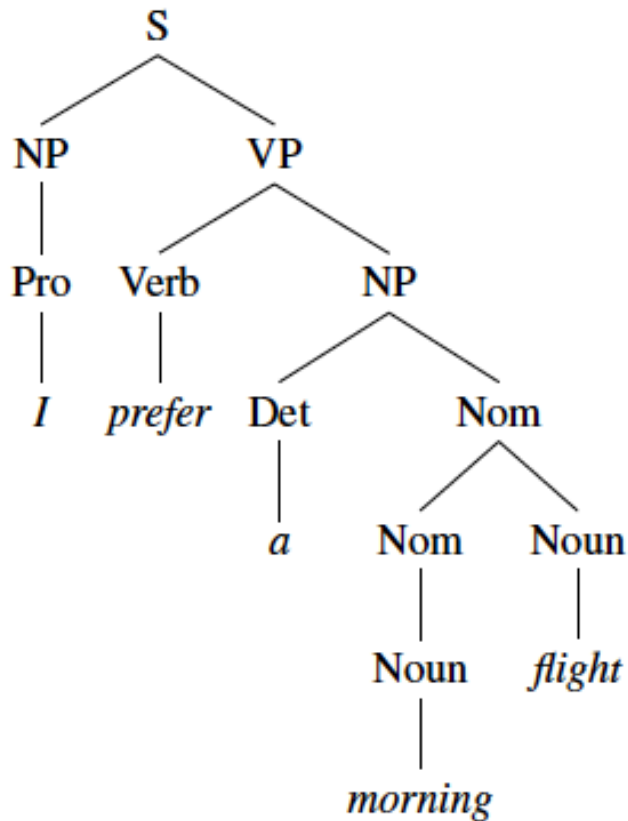 S
NP VP
Pro Verb NP
I prefer Det Nom
a Nom Noun
Noun flight
morning